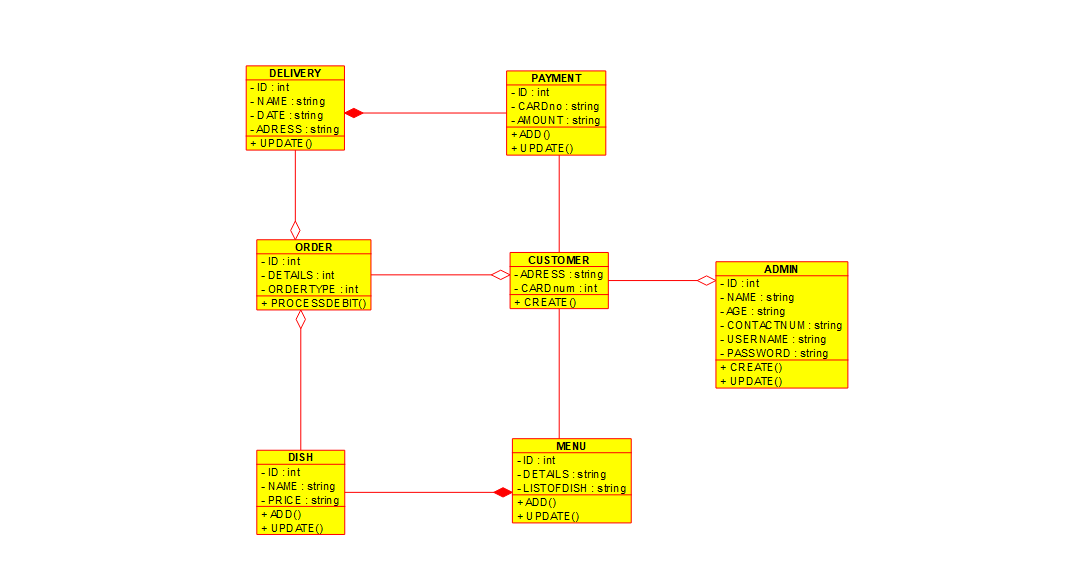 DELIVERY
- ID : int
- NAME : string
- DATE : string
- ADRESS : string
+ UPDATE()
PAYMENT
- ID : int
- CARDno : string
- AMOUNT : string
+ ADD()
+ UPDATE()
ORDER
- ID : int
- DETAILS : int
- ORDERTYPE : int
+ PROCESSDEBIT()
CUSTOMER
- ADRESS : string
- CARDnum : int
+ CREATE()
ADMIN
- ID : int
- NAME : string
- AGE : string
- CONTACTNUM : string
- USERNAME : string
- PASSWORD : string
+ CREATE()
+ UPDATE()
DISH
- ID : int
- NAME : string
- PRICE : string
+ ADD()
+ UPDATE()
MENU
- ID : int
- DETAILS : string
- LISTOFDISH : string
+ ADD()
+ UPDATE()